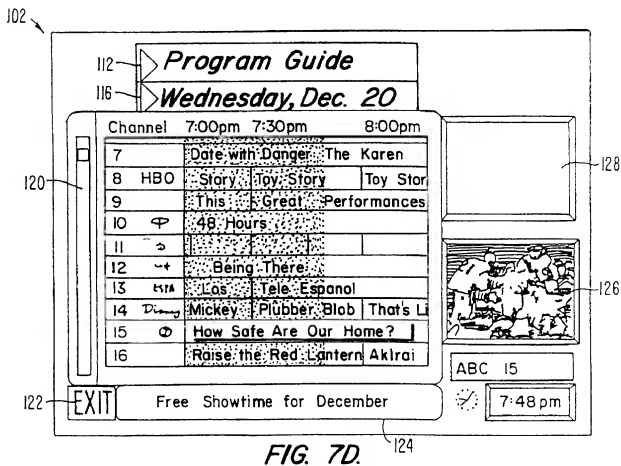 102
112
Program Guide
116
Wednesday, Dec. 20
Channel 7:00pm 7:30pm 8:00pm
7 Date with Danger The Karen
8 HBO Story Toy Story Toy Stor
9 This Great Performances
10 48 Hours
11
12 Being There
13 Los Tele Espanol
14 Disney Mickey Plubber Blob That's Li
15 How Safe Are Our Home?
16 Raise the Red Lantern Akirai
120
128
126
ABC 15
122
EXIT
Free Showtime for December
7:48 pm
124
FIG. 7D.